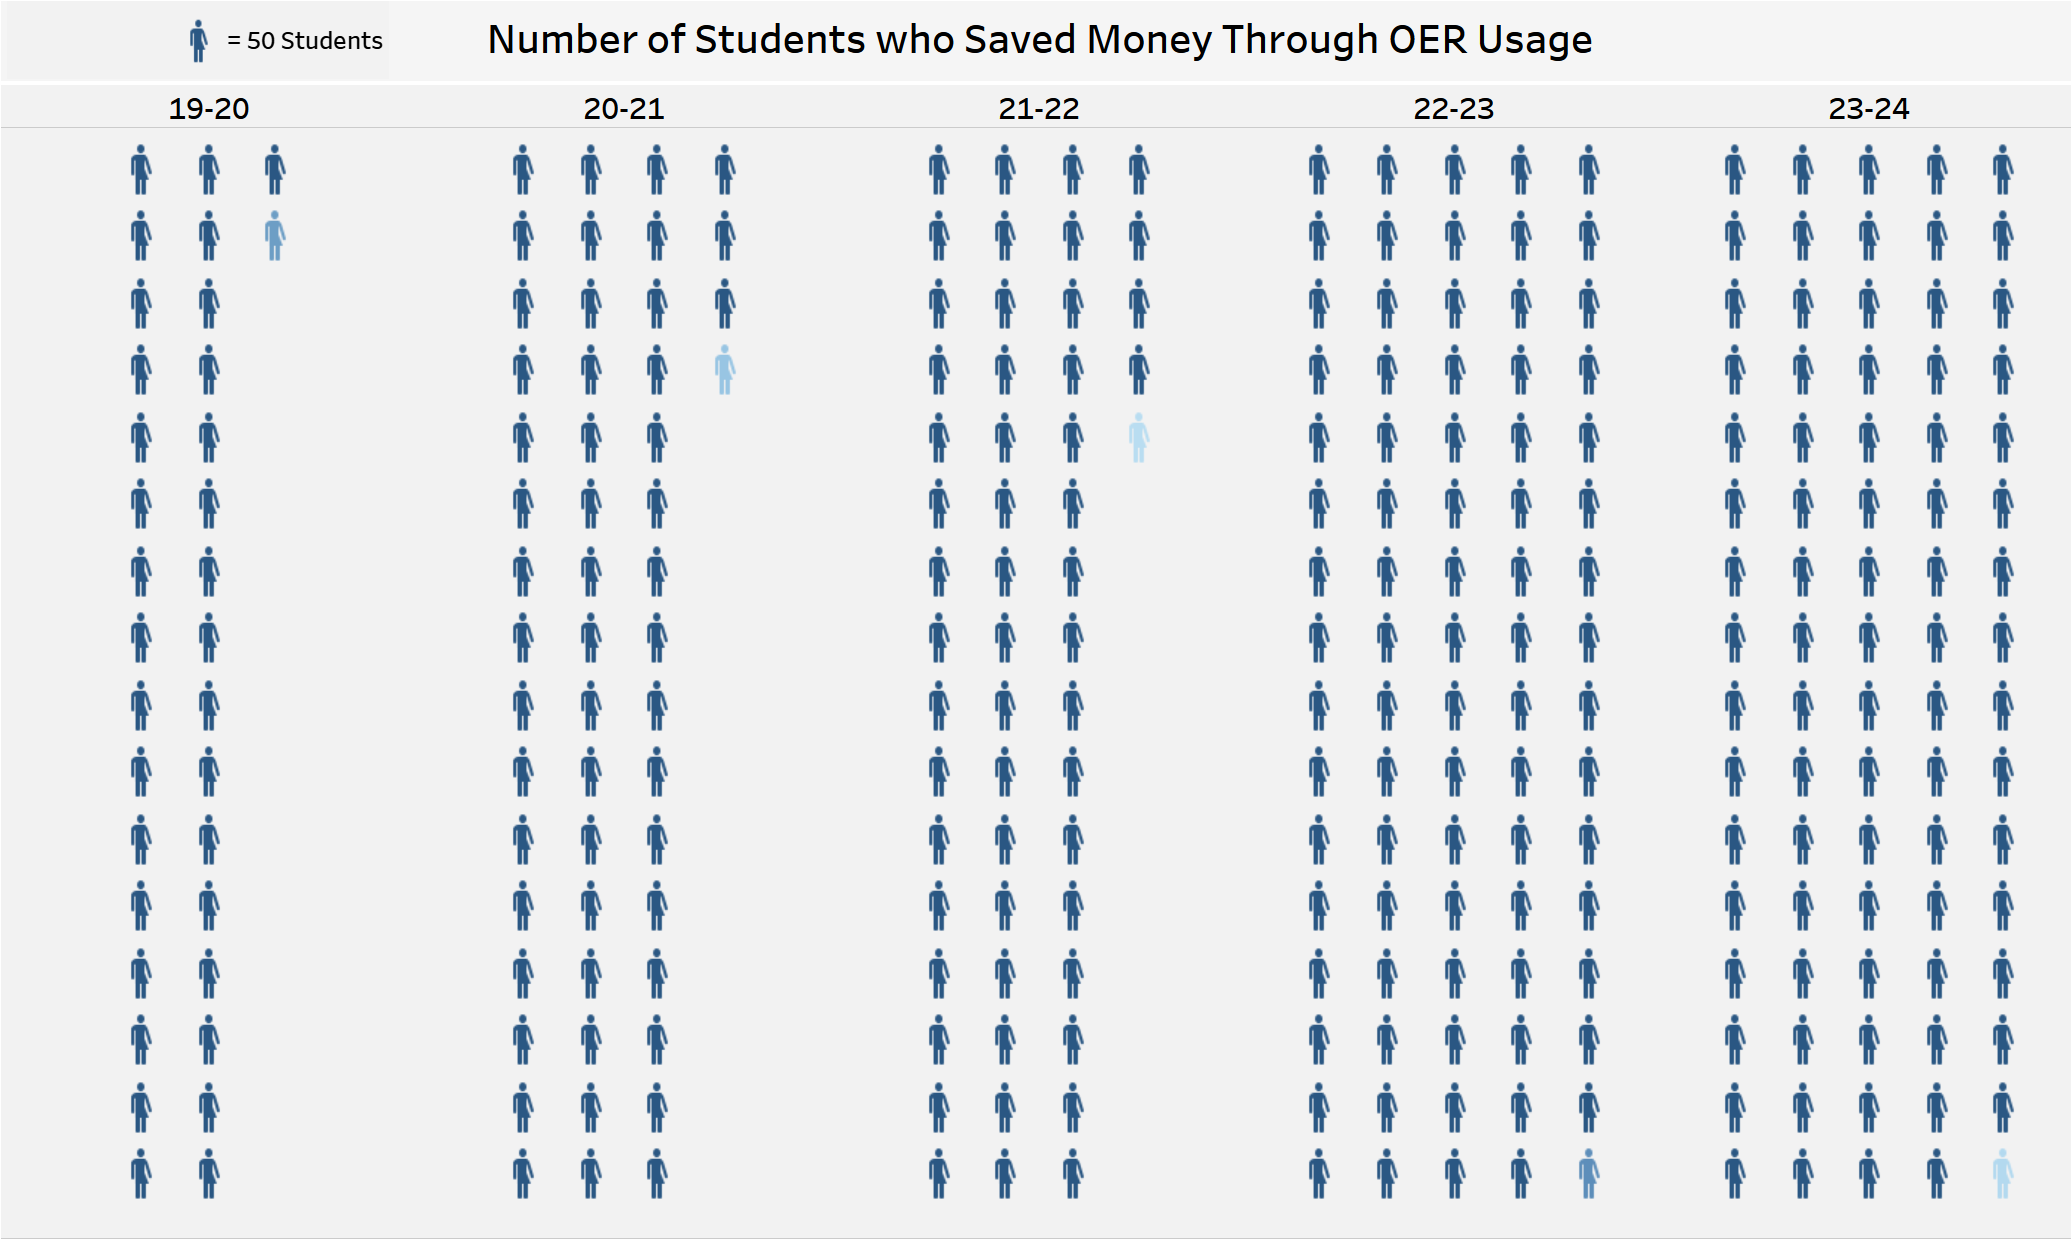 = 50 Students
Number of Students who Saved Money Through OER Usage
19-20
20-21
21-22
22-23
23-24